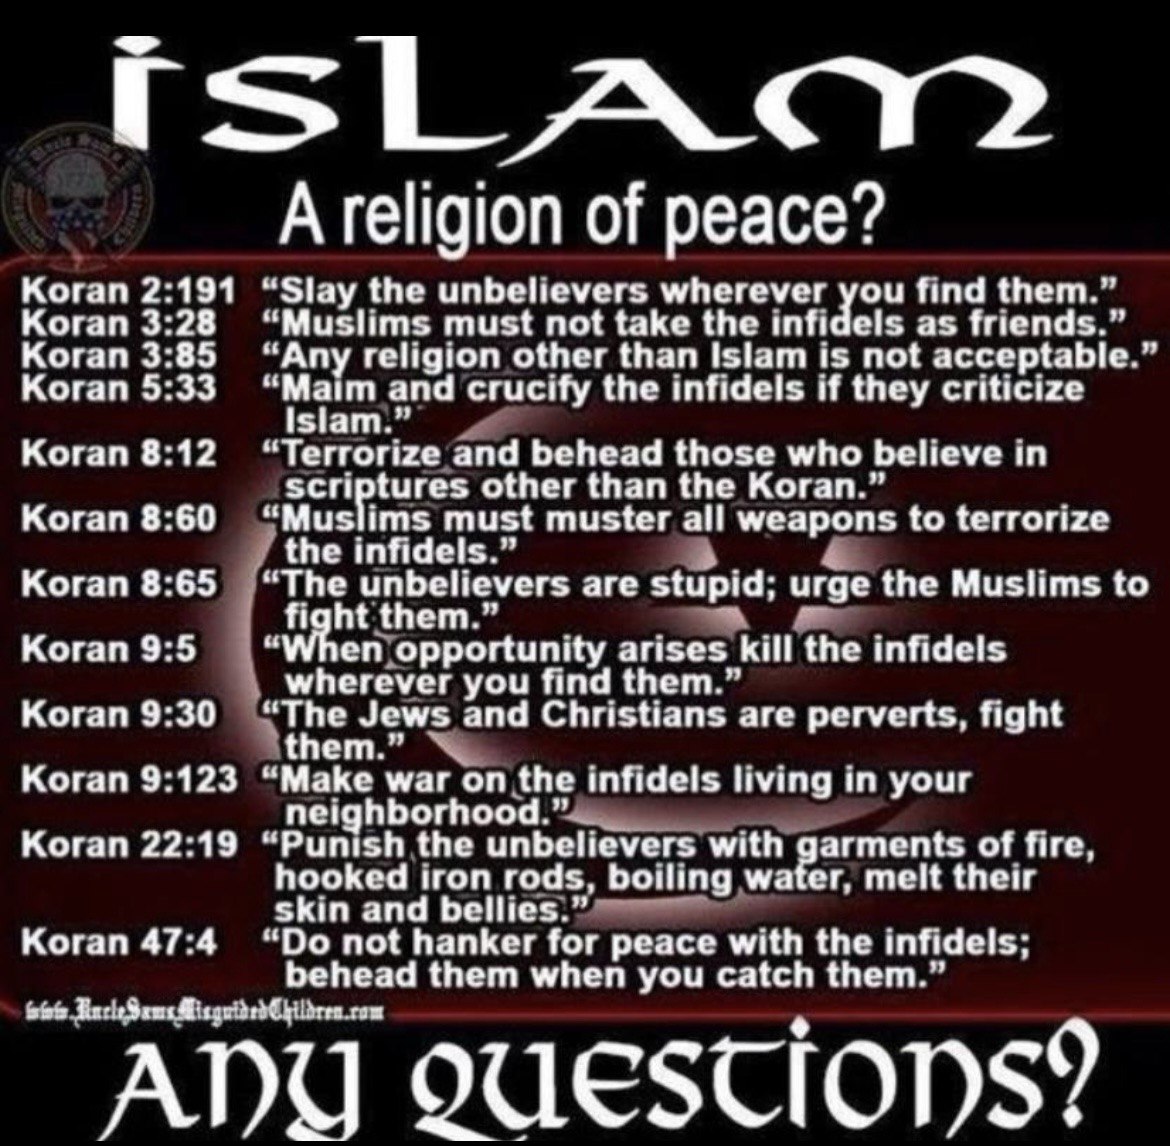 ISLAM
A religion of peace?
Koran 2:191 “Slay the unbelievers wherever you find them.”
Koran 3:28 “Muslims must not take the infidels as friends.”
Koran 3:85 “Any religion other than Islam is not acceptable.”
Koran 5:33 “Maim and crucify the infidels if they criticize
Islam.”
Koran 8:12 “Terrorize and behead those who believe in
scriptures other than the Koran.”
Koran 8:60 “Muslims must muster all weapons to terrorize
the infidels.”
Koran 8:65 “The unbelievers are stupid; urge the Muslims to
fight them.”
Koran 9:5 “When opportunity arises kill the infidels
wherever you find them.”
Koran 9:30 “The Jews and Christians are perverts, fight
them.”
Koran 9:123 “Make war on the infidels living in your
neighborhood.”
Koran 22:19 “Punish the unbelievers with garments of fire,
hooked iron rods, boiling water, melt their
skin and bellies.”
Koran 47:4 “Do not hanker for peace with the infidels;
behead them when you catch them.”
www.UncleSamsMisguidedChildren.com
ANY QUESTIONS?